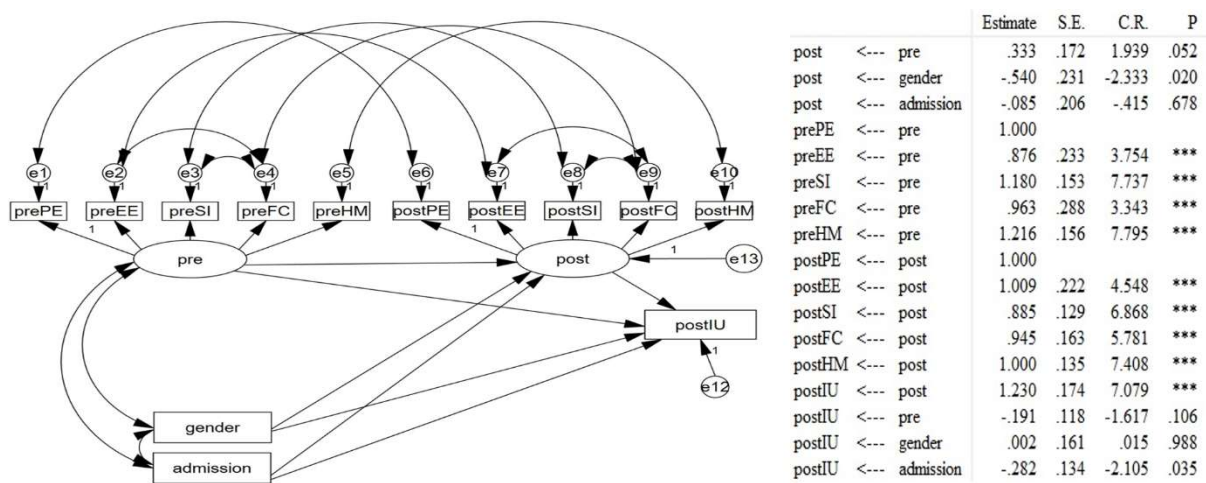 e1 e2 e3 e4 e5 e6 e7 e8 e9 e10
1 1 1 1 1 1 1 1 1 1
prePE preEE preSI preFC preHM postPE postEE postSI postFC postHM
1 1 1
pre post e13
postIU
1
e12
gender
admission
Estimate S.E. C.R. P
post <--- pre .333 .172 1.939 .052
post <--- gender -.540 .231 -2.333 .020
post <--- admission -.085 .206 -.415 .678
prePE <--- pre 1.000
preEE <--- pre .876 .233 3.754 ***
preSI <--- pre 1.180 .153 7.737 ***
preFC <--- pre .963 .288 3.343 ***
preHM <--- pre 1.216 .156 7.795 ***
postPE <--- post 1.000
postEE <--- post 1.009 .222 4.548 ***
postSI <--- post .885 .129 6.868 ***
postFC <--- post .945 .163 5.781 ***
postHM <--- post 1.000 .135 7.408 ***
postIU <--- post 1.230 .174 7.079 ***
postIU <--- pre -.191 .118 -1.617 .106
postIU <--- gender .002 .161 .015 .988
postIU <--- admission -.282 .134 -2.105 .035